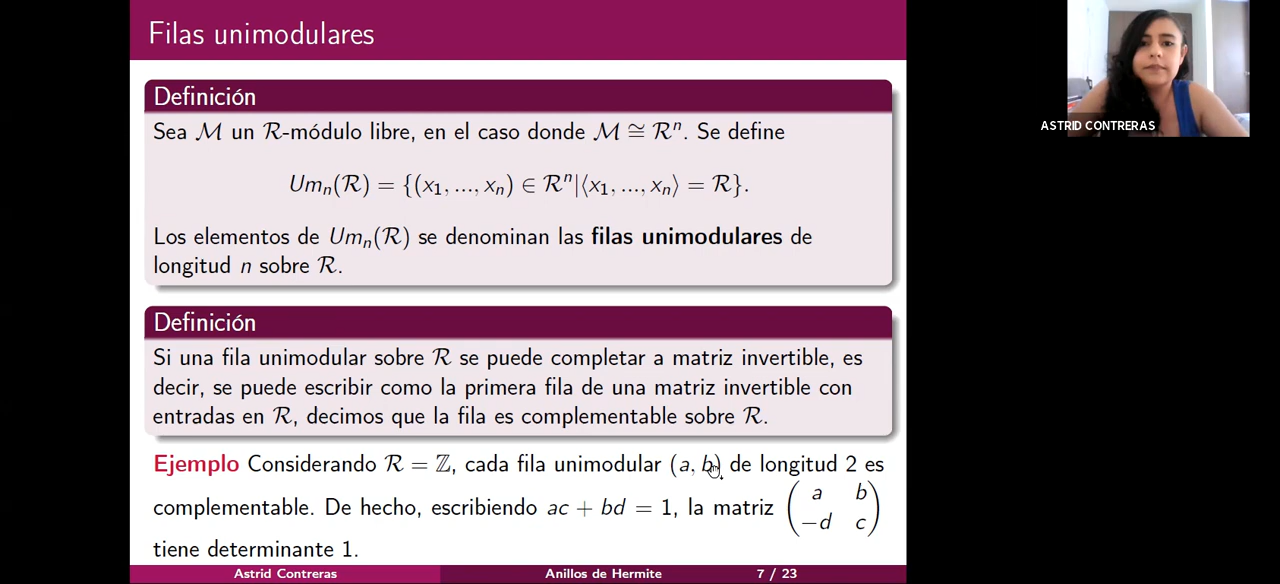 Filas unimodulares
Definición
Sea ℳ un ℛ-módulo libre, en el caso donde ℳ ≅ ℛⁿ. Se define
Umₙ(ℛ) = {(x₁, ..., xₙ) ∈ ℛⁿ|⟨x₁, ..., xₙ⟩ = ℛ}.
Los elementos de Umₙ(ℛ) se denominan las filas unimodulares de
longitud n sobre ℛ.
Definición
Si una fila unimodular sobre ℛ se puede completar a matriz invertible, es
decir, se puede escribir como la primera fila de una matriz invertible con
entradas en ℛ, decimos que la fila es complementable sobre ℛ.
Ejemplo Considerando ℛ = ℤ, cada fila unimodular (a, b) de longitud 2 es
complementable. De hecho, escribiendo ac + bd = 1, la matriz (a b
−d c)
tiene determinante 1.
Astrid Contreras Anillos de Hermite 7 / 23
ASTRID CONTRERAS